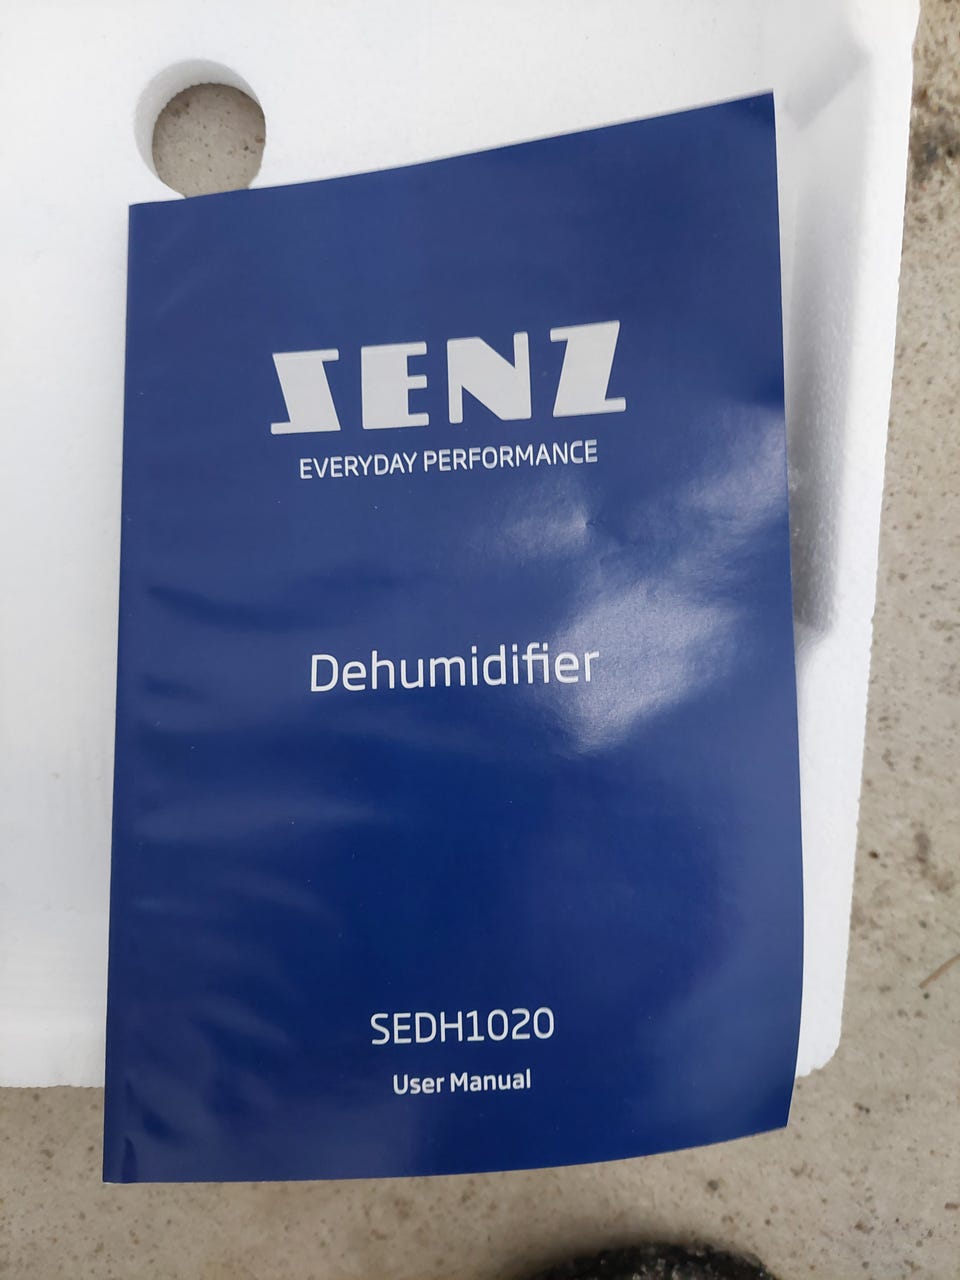 SENZ
EVERYDAY PERFORMANCE
Dehumidifier
SEDH1020
User Manual